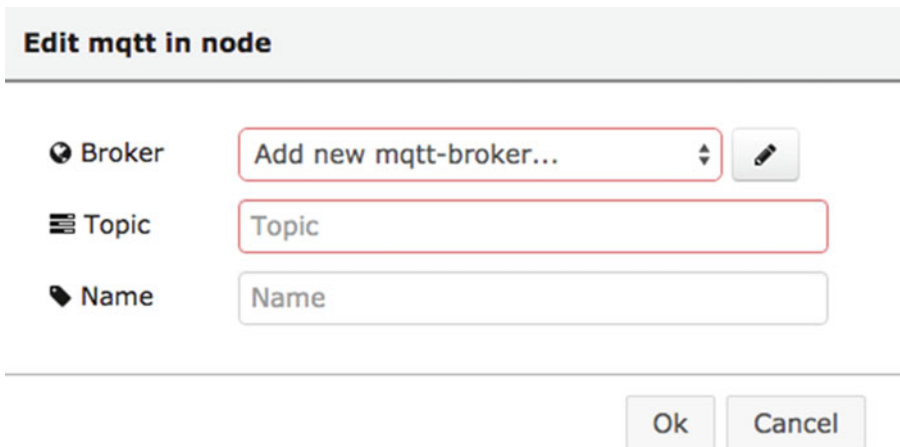 Edit mqtt in node
Broker Add new mqtt-broker...
Topic Topic
Name Name
Ok Cancel